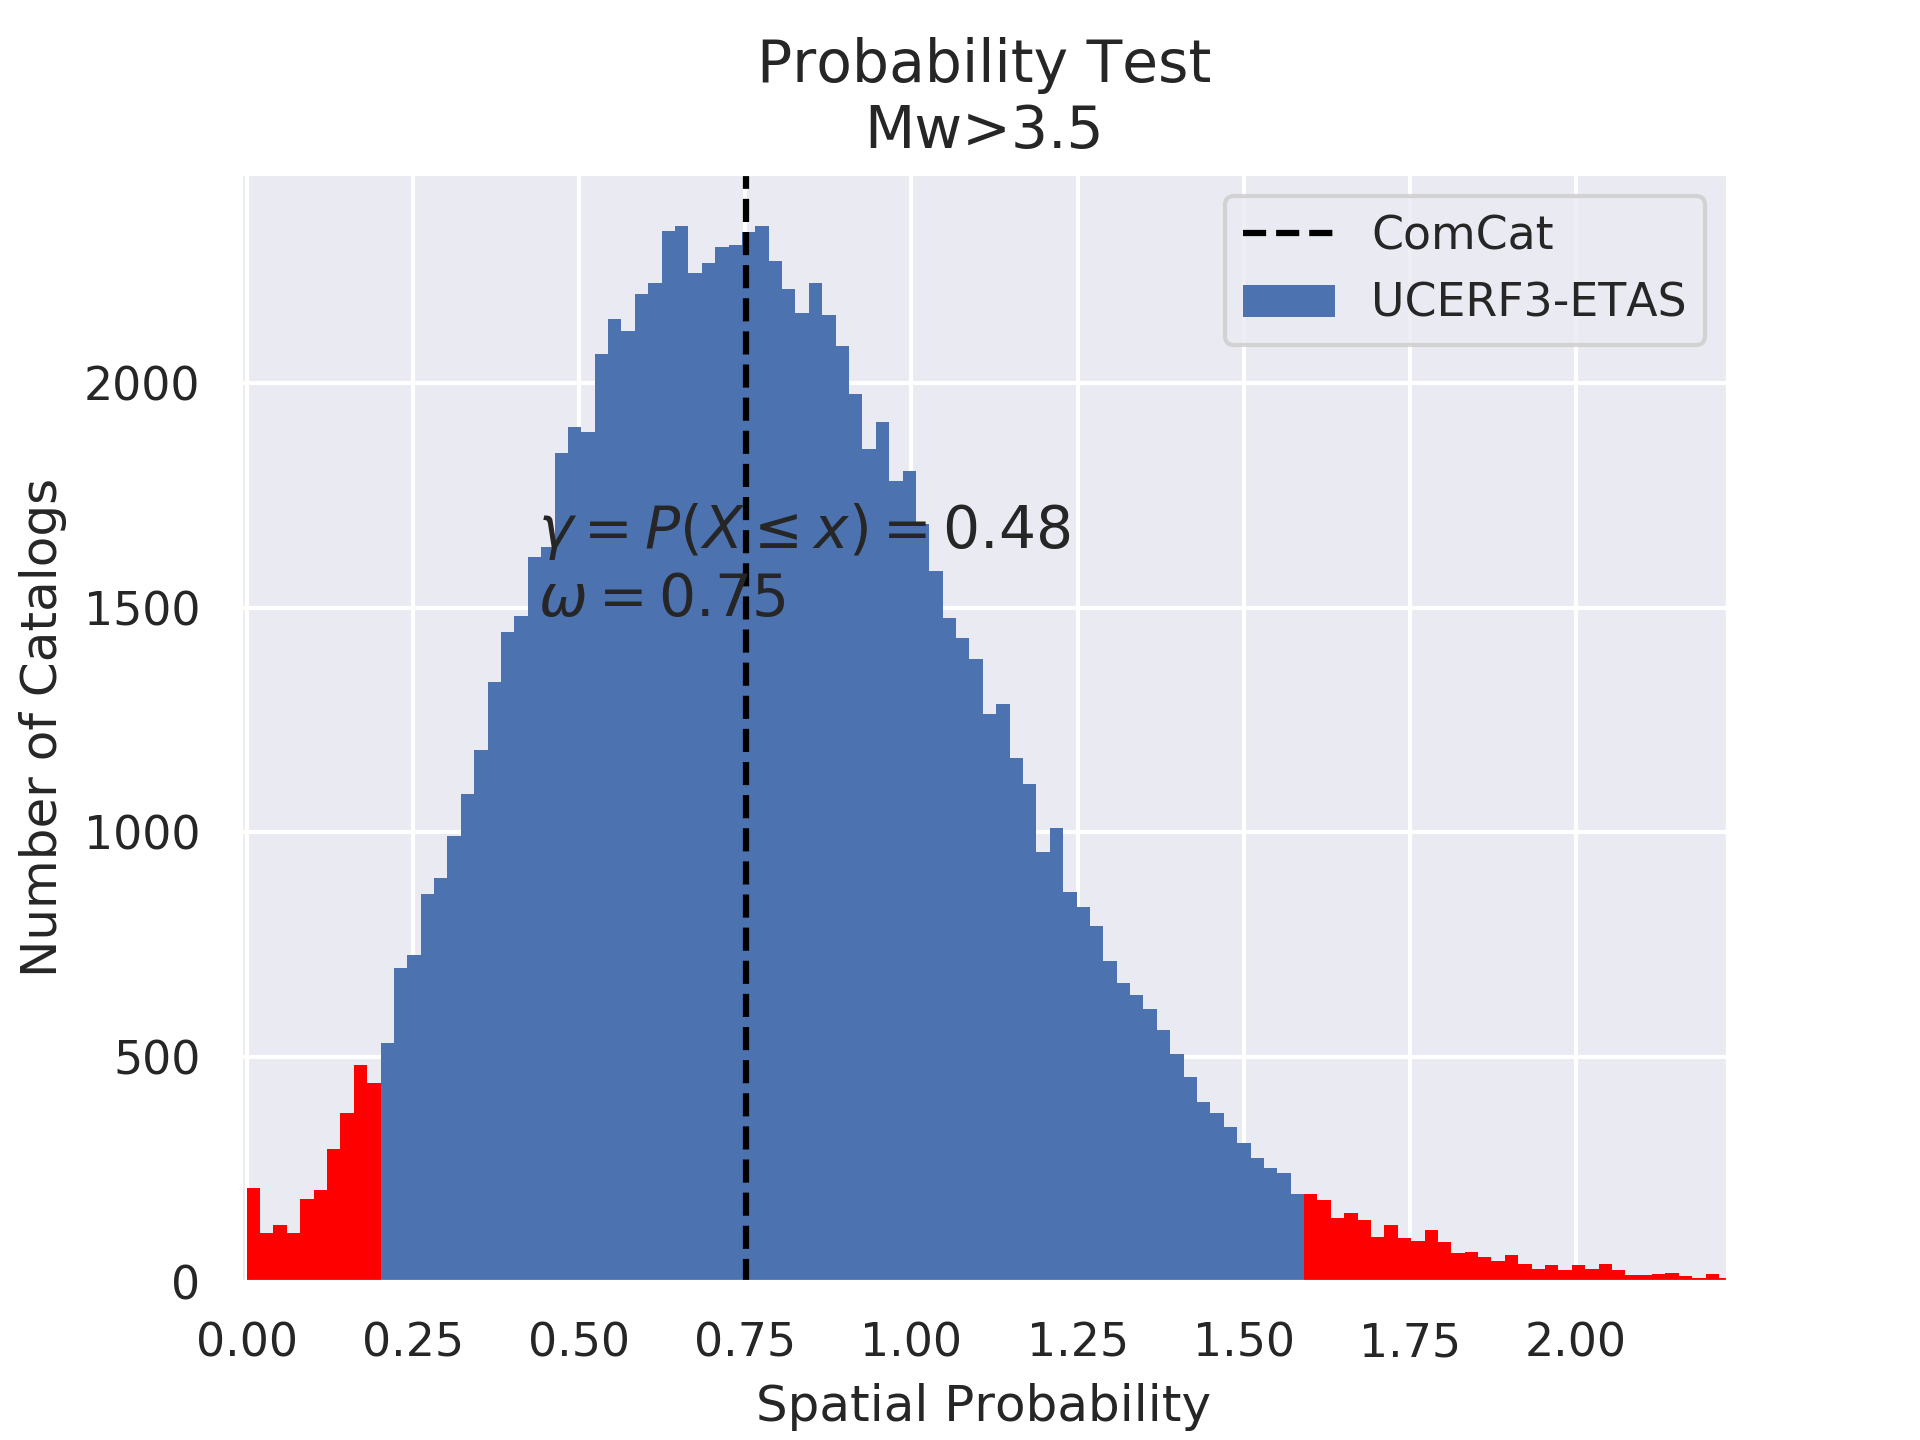 Probability Test
Mw>3.5
ComCat
UCERF3-ETAS
γ = P(X ≤ x) = 0.48
ω = 0.75
Number of Catalogs
2000
1500
1000
500
0
0.00 0.25 0.50 0.75 1.00 1.25 1.50 1.75 2.00
Spatial Probability